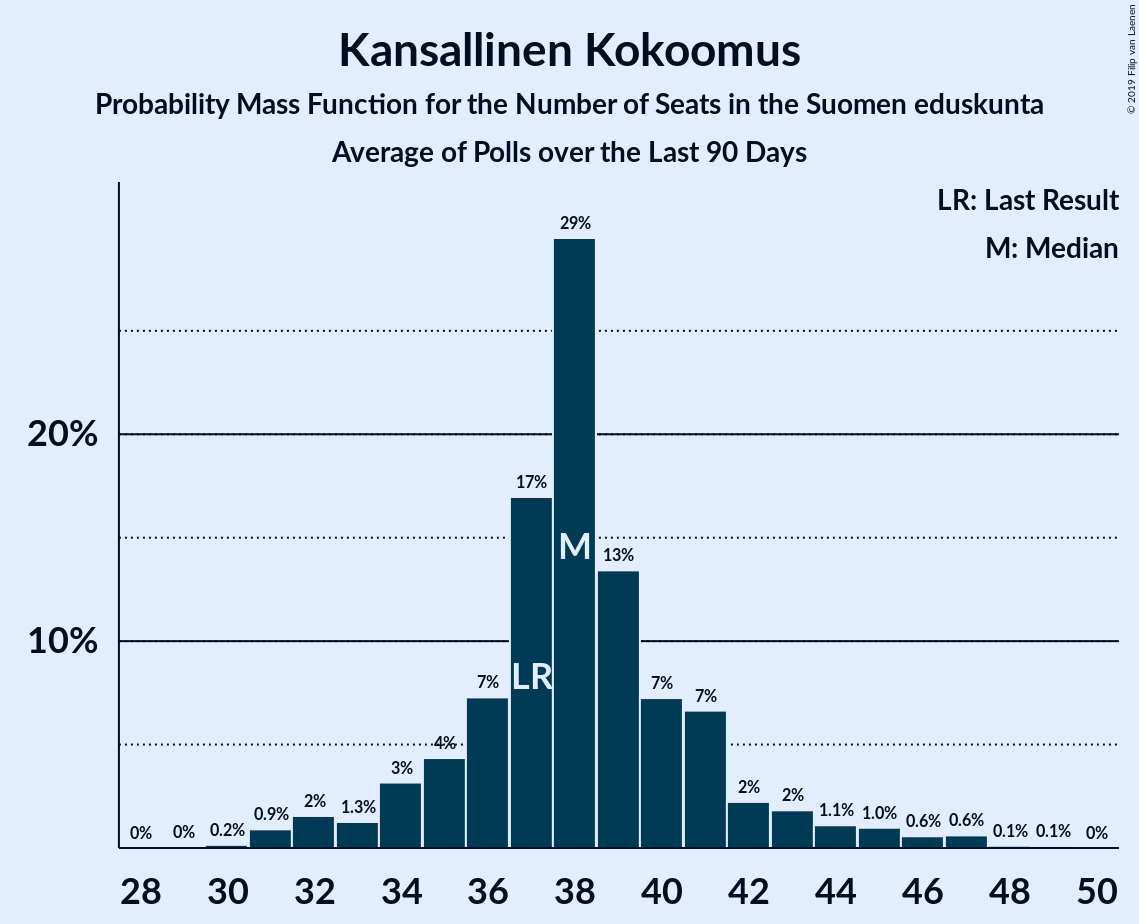 Kansallinen Kokoomus
Probability Mass Function for the Number of Seats in the Suomen eduskunta
Average of Polls over the Last 90 Days
© 2019 Filip van Laenen
LR: Last Result
M: Median
20%
10%
0%
0%
0.2%
0.9%
2%
1.3%
3%
4%
7%
17%
29%
13%
7%
7%
2%
2%
1.1%
1.0%
0.6%
0.6%
0.1%
0.1%
0%
LR
M
28 30 32 34 36 38 40 42 44 46 48 50